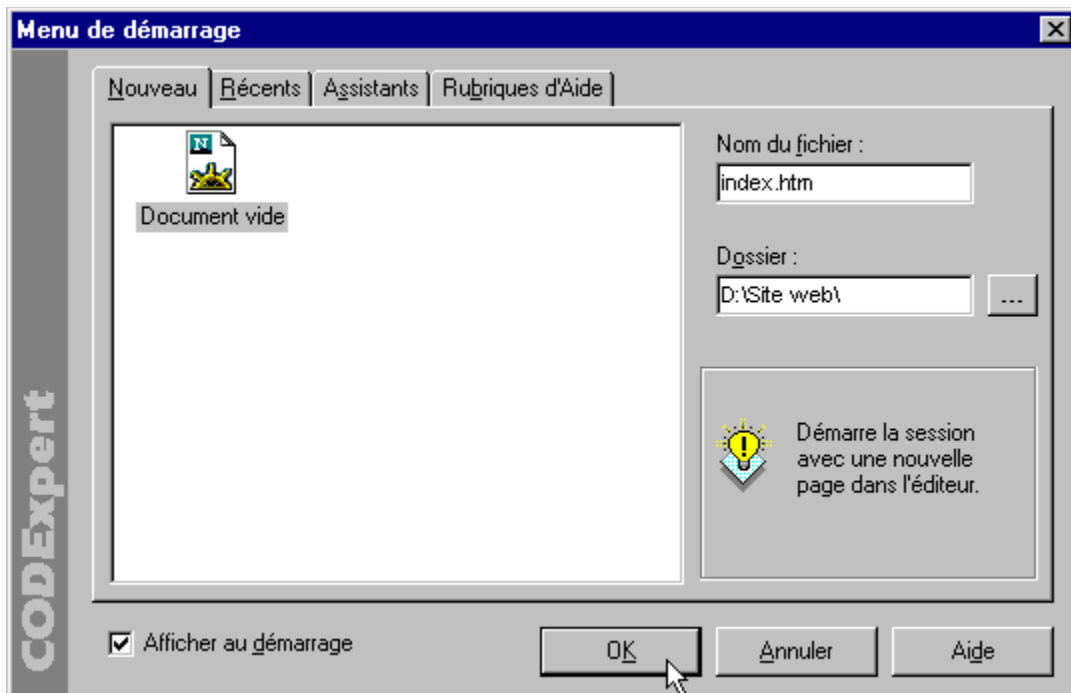 Menu de démarrage
Nouveau Récents Assistants Rubriques d'Aide
N
Document vide
Nom du fichier :
index.htm
Dossier :
D:\Site web\
...
Démarre la session
avec une nouvelle
page dans l'éditeur.
CODExpert
Afficher au démarrage
OK
Annuler
Aide